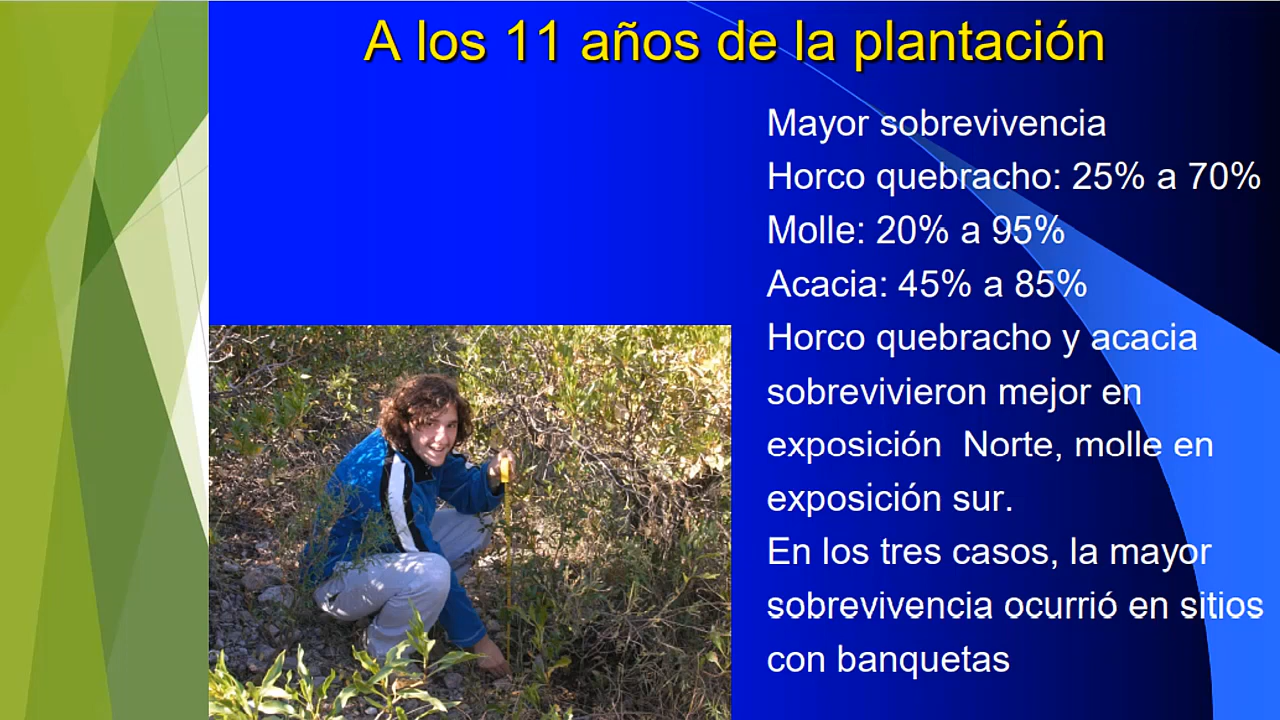 A los 11 años de la plantación
Mayor sobrevivencia
Horco quebracho: 25% a 70%
Molle: 20% a 95%
Acacia: 45% a 85%
Horco quebracho y acacia
sobrevivieron mejor en
exposición  Norte, molle en
exposición sur.
En los tres casos, la mayor
sobrevivencia ocurrió en sitios
con banquetas